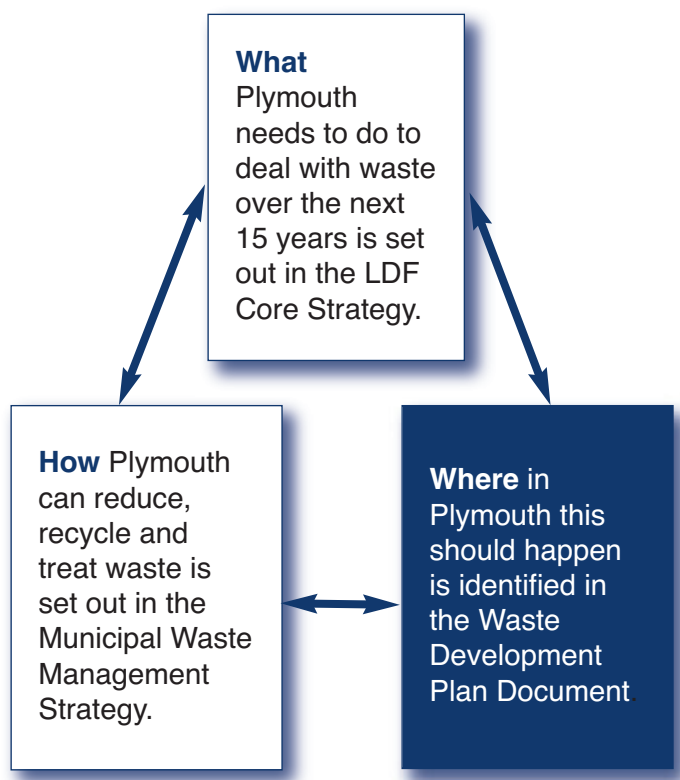 What
Plymouth
needs to do to
deal with waste
over the next
15 years is set
out in the LDF
Core Strategy.
How Plymouth
can reduce,
recycle and
treat waste is
set out in the
Municipal Waste
Management
Strategy.
Where in
Plymouth this
should happen
is identified in
the Waste
Development
Plan Document.